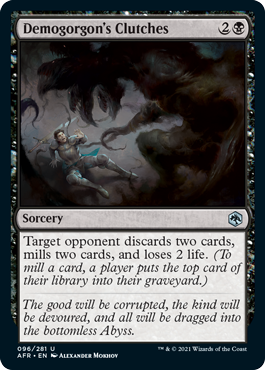 Demogorgon's Clutches 2
Sorcery
Target opponent discards two cards,
mills two cards, and loses 2 life. (To
mill a card, a player puts the top card of
their library into their graveyard.)
The good will be corrupted, the kind will
be devoured, and all will be dragged into
the bottomless Abyss.
096/281 U
AFR • EN Alexander Mokhov
™ & © 2021 Wizards of the Coast